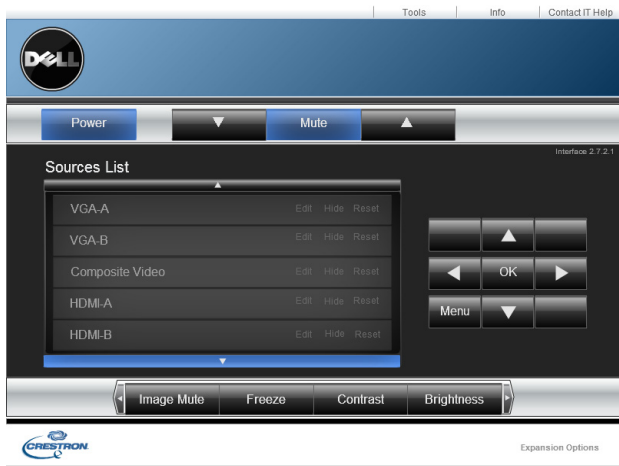 Tools Info Contact IT Help
DELL
Power Mute
Interface 2.7.2.1
Sources List
VGA-A Edit Hide Reset
VGA-B Edit Hide Reset
Composite Video Edit Hide Reset
OK
HDMI-A Edit Hide Reset
Menu
HDMI-B Edit Hide Reset
Image Mute Freeze Contrast Brightness
CRESTRON
Expansion Options